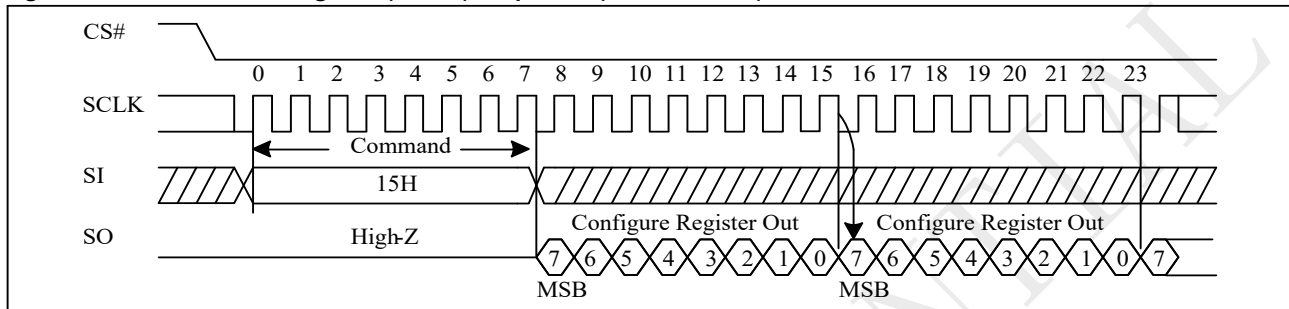 CS#
0 1 2 3 4 5 6 7 8 9 10 11 12 13 14 15 16 17 18 19 20 21 22 23
SCLK
Command
SI
15H
Configure Register Out Configure Register Out
SO
High-Z
7 6 5 4 3 2 1 0 7 6 5 4 3 2 1 0 7
MSB MSB